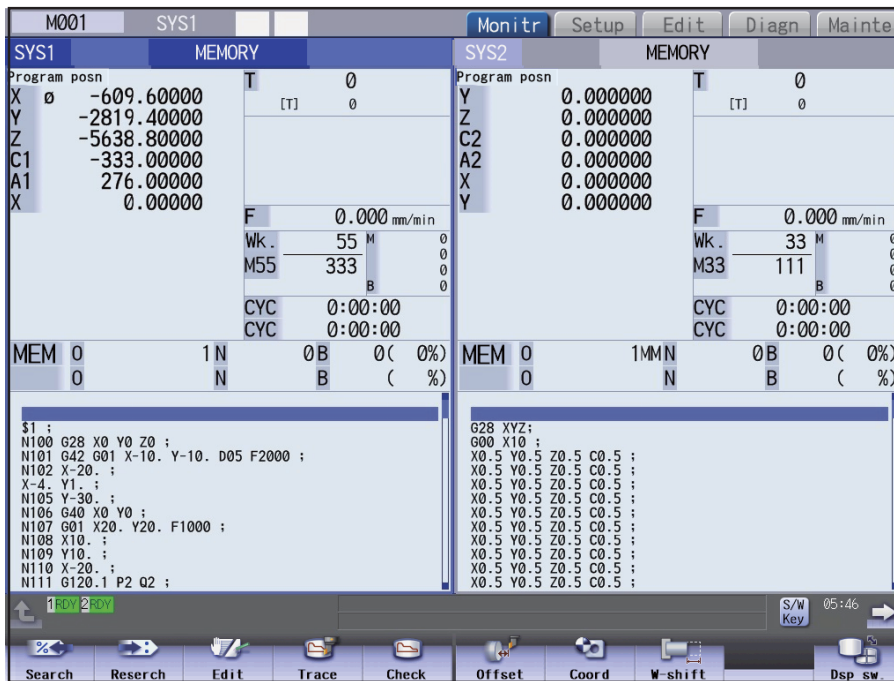 M001 SYS1 Monitr Setup Edit Diagn Mainte
SYS1 MEMORY
Program posn
X ø -609.60000
Y -2819.40000
Z -5638.80000
C1 -333.00000
A1 276.00000
X 0.00000
T 0
[T] 0
F 0.000 mm/min
Wk. 55 M 0
0
M55 333 0
B 0
CYC 0:00:00
CYC 0:00:00
MEM O 1 N 0 B 0( 0%)
O N B ( %)
$1 ;
N100 G28 X0 Y0 Z0 ;
N101 G42 G01 X-10. Y-10. D05 F2000 ;
N102 X-20. ;
X-4. Y1. ;
N105 Y-30. ;
N106 G40 X0 Y0 ;
N107 G01 X20. Y20. F1000 ;
N108 X10. ;
N109 Y10. ;
N110 X-20. ;
N111 G120.1 P2 Q2 ;
SYS2 MEMORY
Program posn
Y 0.000000
Z 0.000000
C2 0.000000
A2 0.000000
X 0.000000
Y 0.000000
T 0
[T] 0
F 0.000 mm/min
Wk. 33 M 0
0
M33 111 0
B 0
CYC 0:00:00
CYC 0:00:00
MEM O 1MM N 0 B 0( 0%)
O N B ( %)
G28 XYZ;
G00 X10 ;
X0.5 Y0.5 Z0.5 C0.5 ;
X0.5 Y0.5 Z0.5 C0.5 ;
X0.5 Y0.5 Z0.5 C0.5 ;
X0.5 Y0.5 Z0.5 C0.5 ;
X0.5 Y0.5 Z0.5 C0.5 ;
X0.5 Y0.5 Z0.5 C0.5 ;
X0.5 Y0.5 Z0.5 C0.5 ;
X0.5 Y0.5 Z0.5 C0.5 ;
X0.5 Y0.5 Z0.5 C0.5 ;
X0.5 Y0.5 Z0.5 C0.5 ;
1RDY 2RDY S/W Key 05:46
Search Reserch Edit Trace Check Offset Coord W-shift Dsp sw.